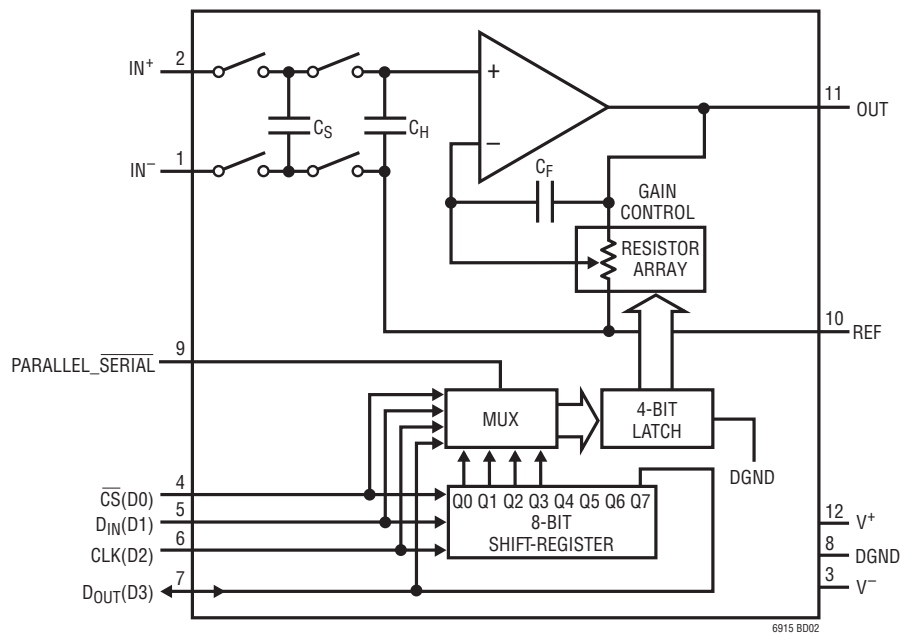 2
IN+
11
OUT
+
–
CS
CH
1
IN–
CF
GAIN
CONTROL
RESISTOR
ARRAY
10
REF
9
PARALLEL_SERIAL
MUX
4-BIT
LATCH
DGND
4
CS(D0)
5
DIN(D1)
6
CLK(D2)
7
DOUT(D3)
Q0 Q1 Q2 Q3 Q4 Q5 Q6 Q7
8-BIT
SHIFT-REGISTER
12
V+
8
DGND
3
V–
6915 BD02